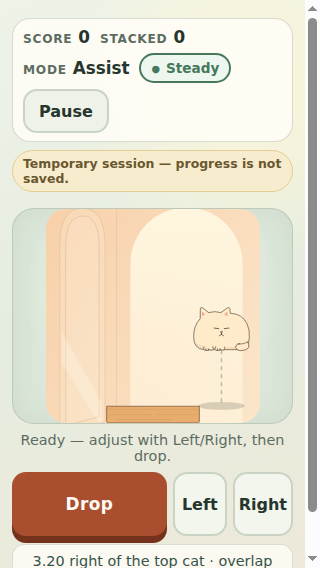 SCORE 0 STACKED 0
MODE Assist ● Steady
Pause
Temporary session — progress is not
saved.
Ready — adjust with Left/Right, then
drop.
Drop Left Right
3.20 right of the top cat · overlap